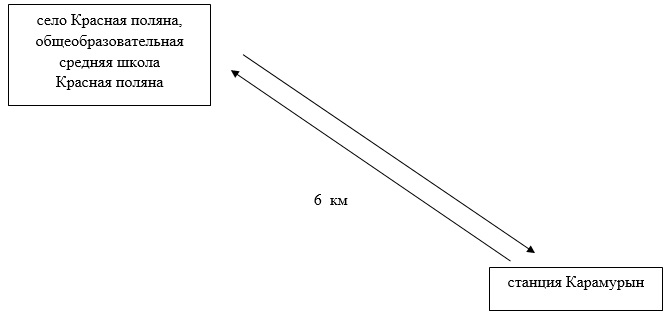 село Красная поляна,
общеобразовательная
средняя школа
Красная поляна
6 км
станция Карамурын